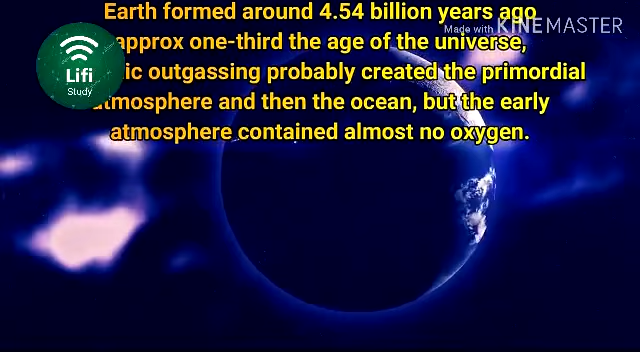 Earth formed around 4.54 billion years ago
Made with KINEMASTER
approx one-third the age of the universe,
Lifi
Study
outgassing probably created the primordial
atmosphere and then the ocean, but the early
atmosphere contained almost no oxygen.